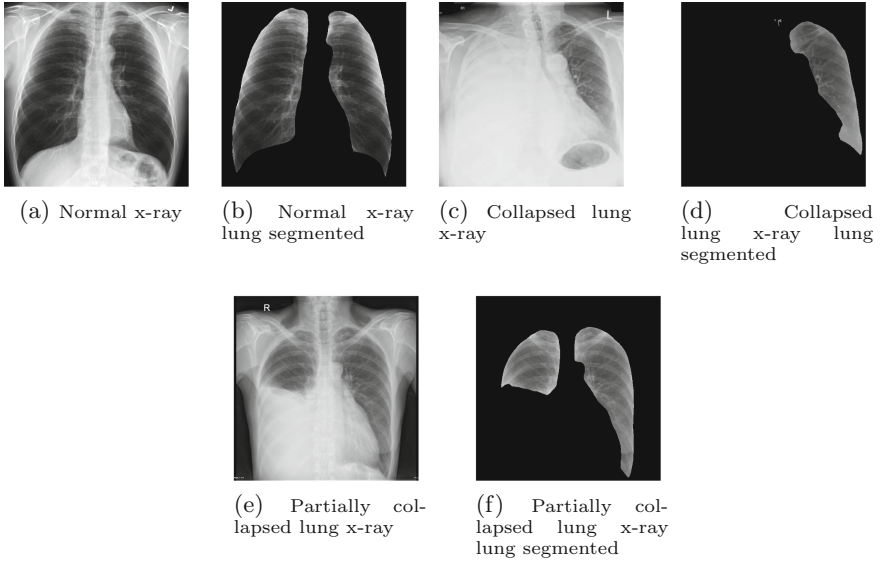 L
(a) Normal x-ray
(b) Normal x-ray
lung segmented
(c) Collapsed lung
x-ray
(d) Collapsed
lung x-ray lung
segmented
R
(e) Partially col-
lapsed lung x-ray
(f) Partially col-
lapsed lung x-ray
lung segmented